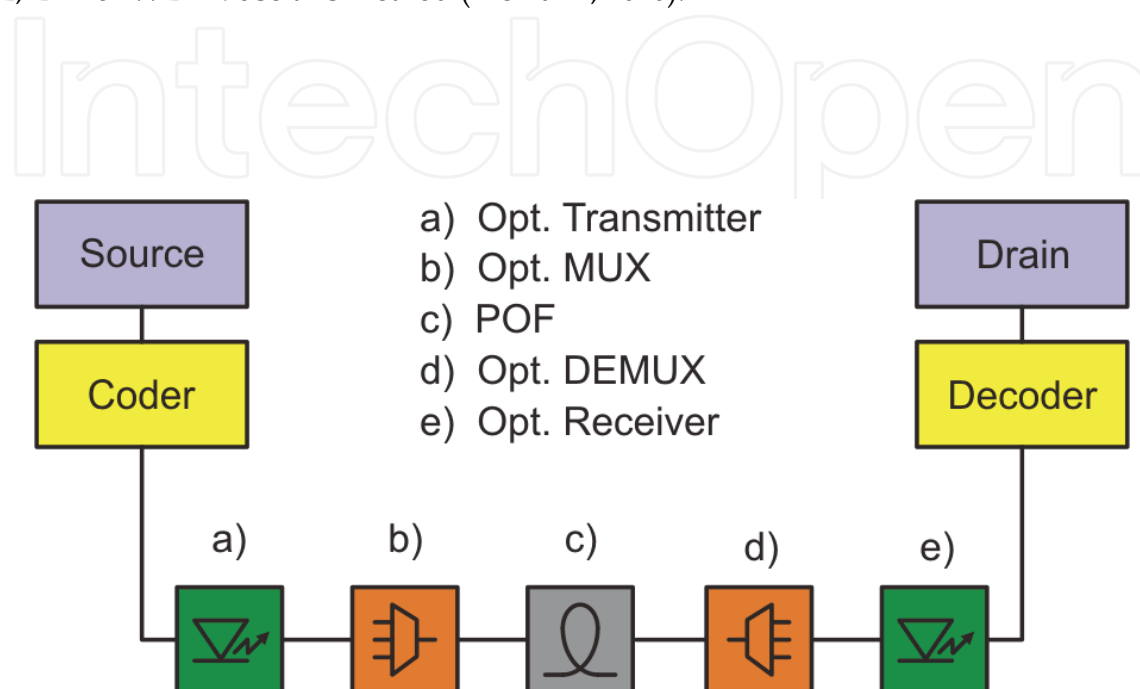 IntechOpen
Source
Coder
a) Opt. Transmitter
b) Opt. MUX
c) POF
d) Opt. DEMUX
e) Opt. Receiver
Drain
Decoder
a)
b)
c)
d)
e)